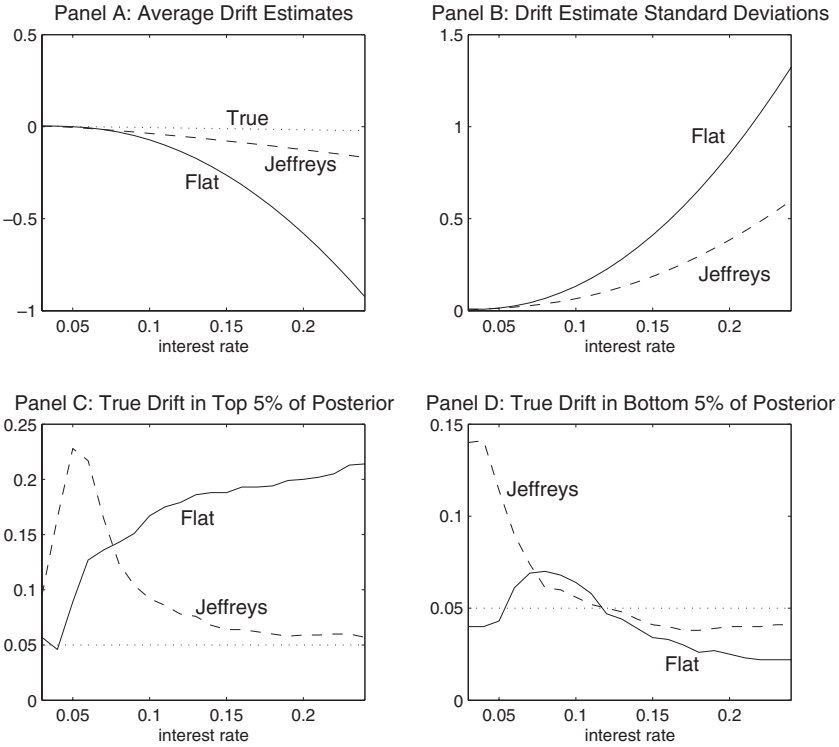 Panel A: Average Drift Estimates
0.5
0
−0.5
−1
True
Jeffreys
Flat
0.05
0.1
0.15
0.2
interest rate
Panel B: Drift Estimate Standard Deviations
1.5
1
0.5
0
Flat
Jeffreys
0.05
0.1
0.15
0.2
interest rate
Panel C: True Drift in Top 5% of Posterior
0.25
0.2
0.15
0.1
0.05
0
Flat
Jeffreys
0.05
0.1
0.15
0.2
interest rate
Panel D: True Drift in Bottom 5% of Posterior
0.15
0.1
0.05
0
Jeffreys
Flat
0.05
0.1
0.15
0.2
interest rate